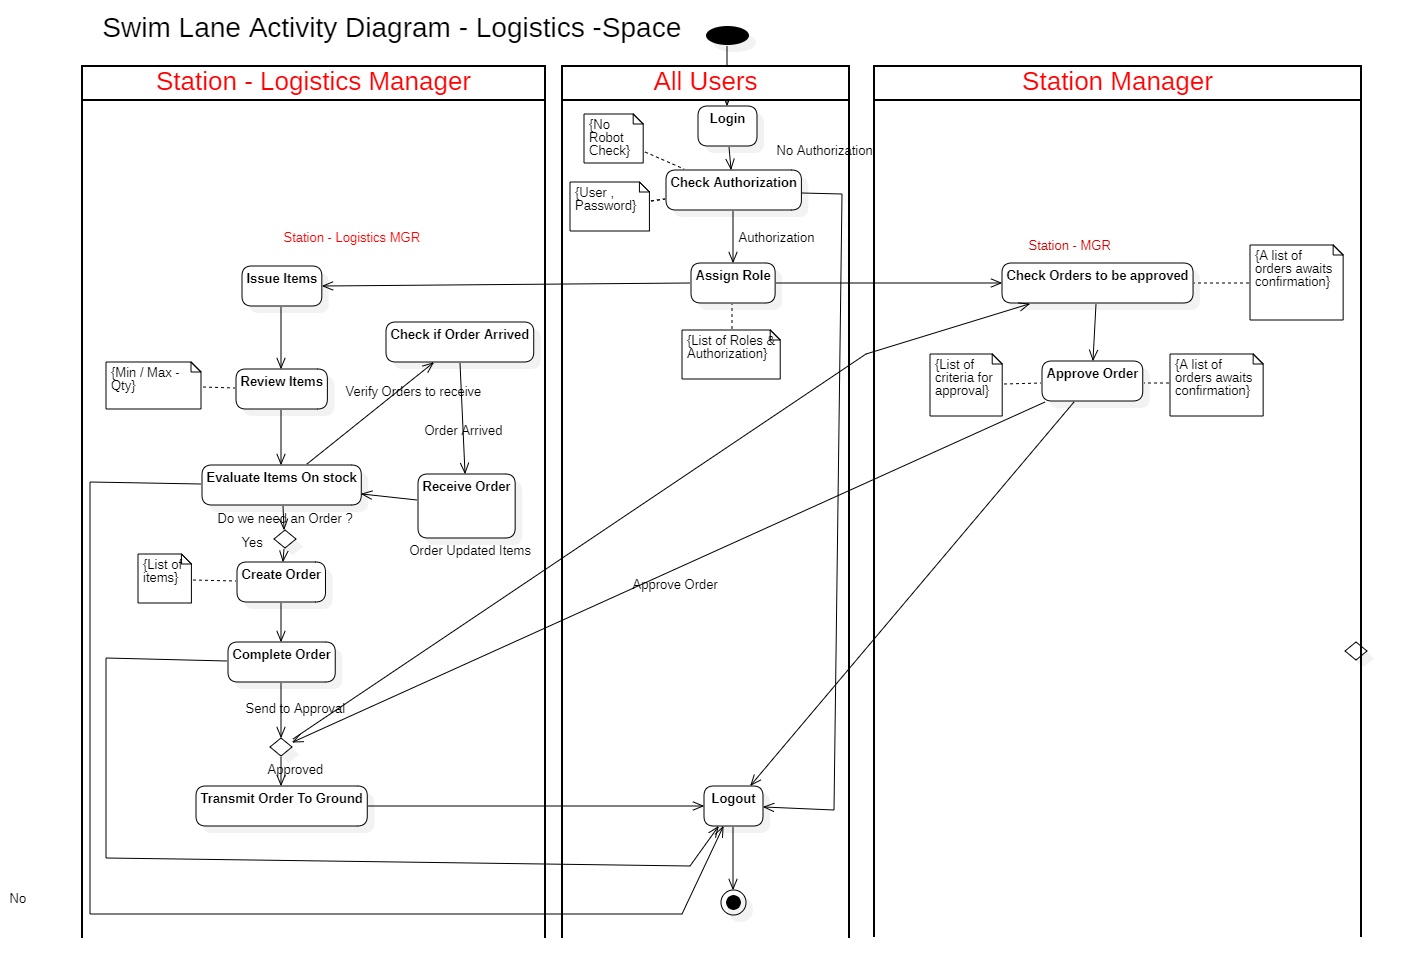 Swim Lane Activity Diagram - Logistics -Space
Station - Logistics Manager
All Users
Station Manager
{No
Robot
Check}
Login
No Authorization
Check Authorization
{User ,
Password}
Authorization
Station - Logistics MGR
Station - MGR
Issue Items
Assign Role
Check Orders to be approved
{A list of
orders awaits
confirmation}
{List of Roles &
Authorization}
Check if Order Arrived
{Min / Max -
Qty}
Review Items
Verify Orders to receive
{List of
criteria for
approval}
Approve Order
{A list of
orders awaits
confirmation}
Order Arrived
Evaluate Items On stock
Receive Order
Do we need an Order ?
Yes
Order Updated Items
{List of
items}
Create Order
Approve Order
Complete Order
Send to Approval
Approved
Transmit Order To Ground
Logout
No